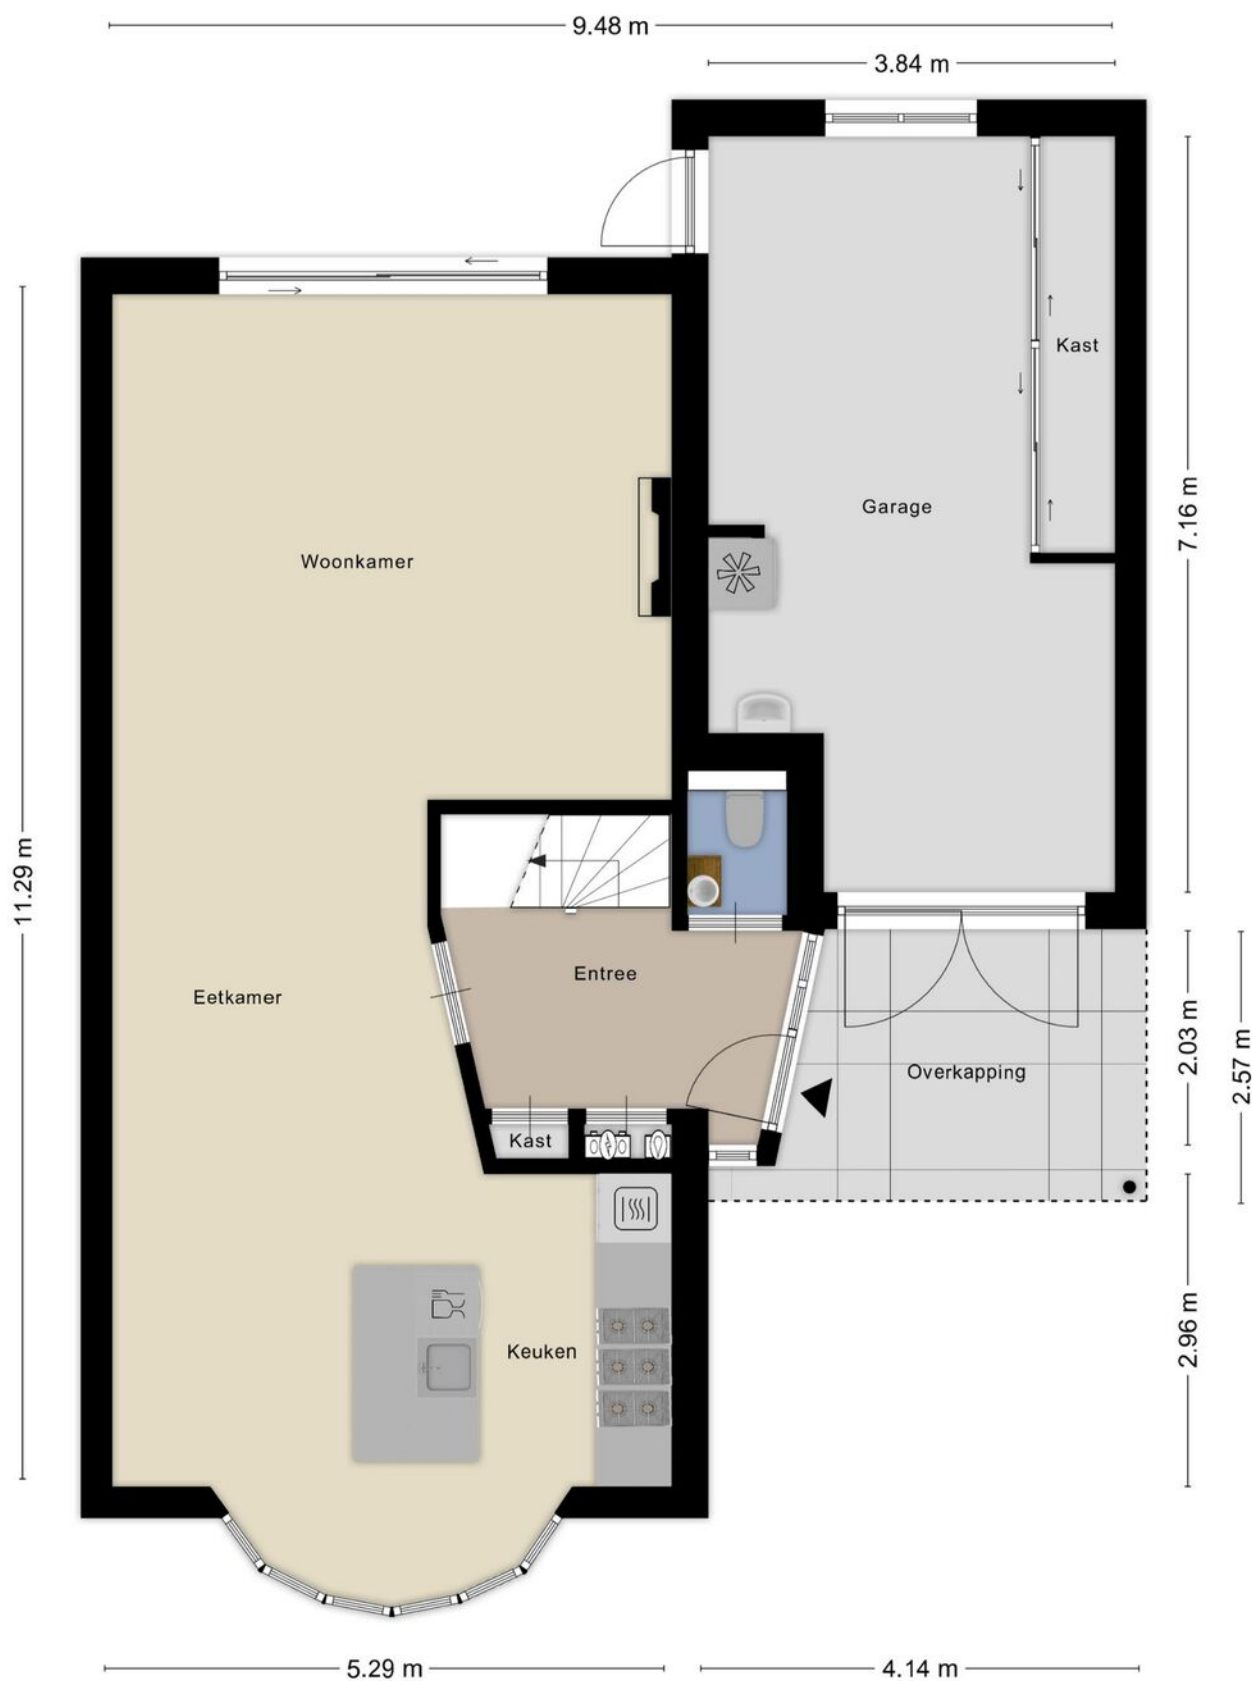 9.48 m
3.84 m
Kast
7.16 m
Garage
Woonkamer
11.29 m
Entree
Eetkamer
2.03 m
2.57 m
Overkapping
Kast
Keuken
2.96 m
5.29 m
4.14 m